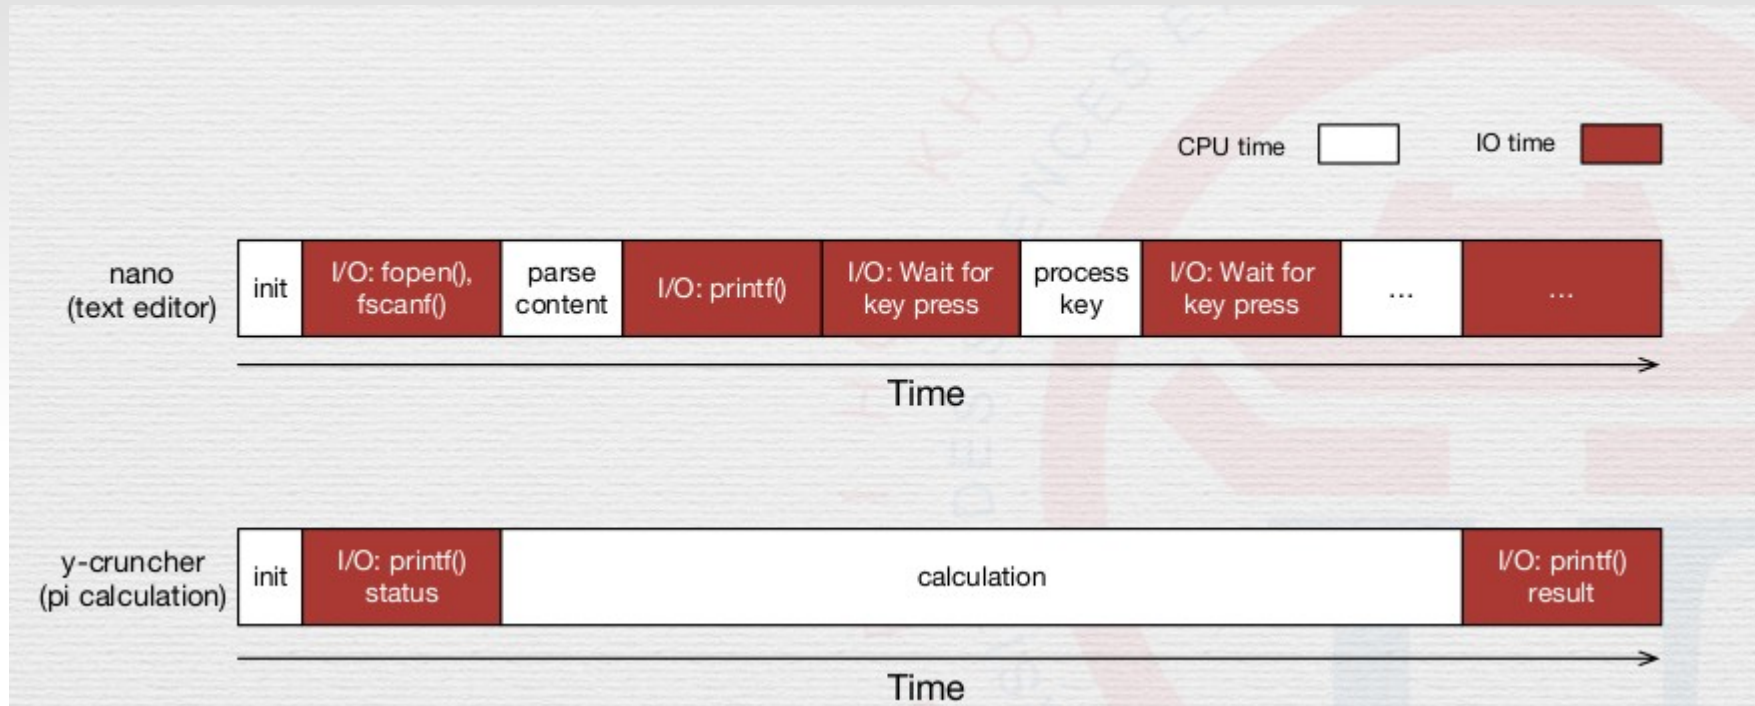 CPU time
IO time
nano
(text editor)
init
I/O: fopen(),
fscanf()
parse
content
I/O: printf()
I/O: Wait for
key press
process
key
I/O: Wait for
key press
...
...
Time
y-cruncher
(pi calculation)
init
I/O: printf()
status
calculation
I/O: printf()
result
Time